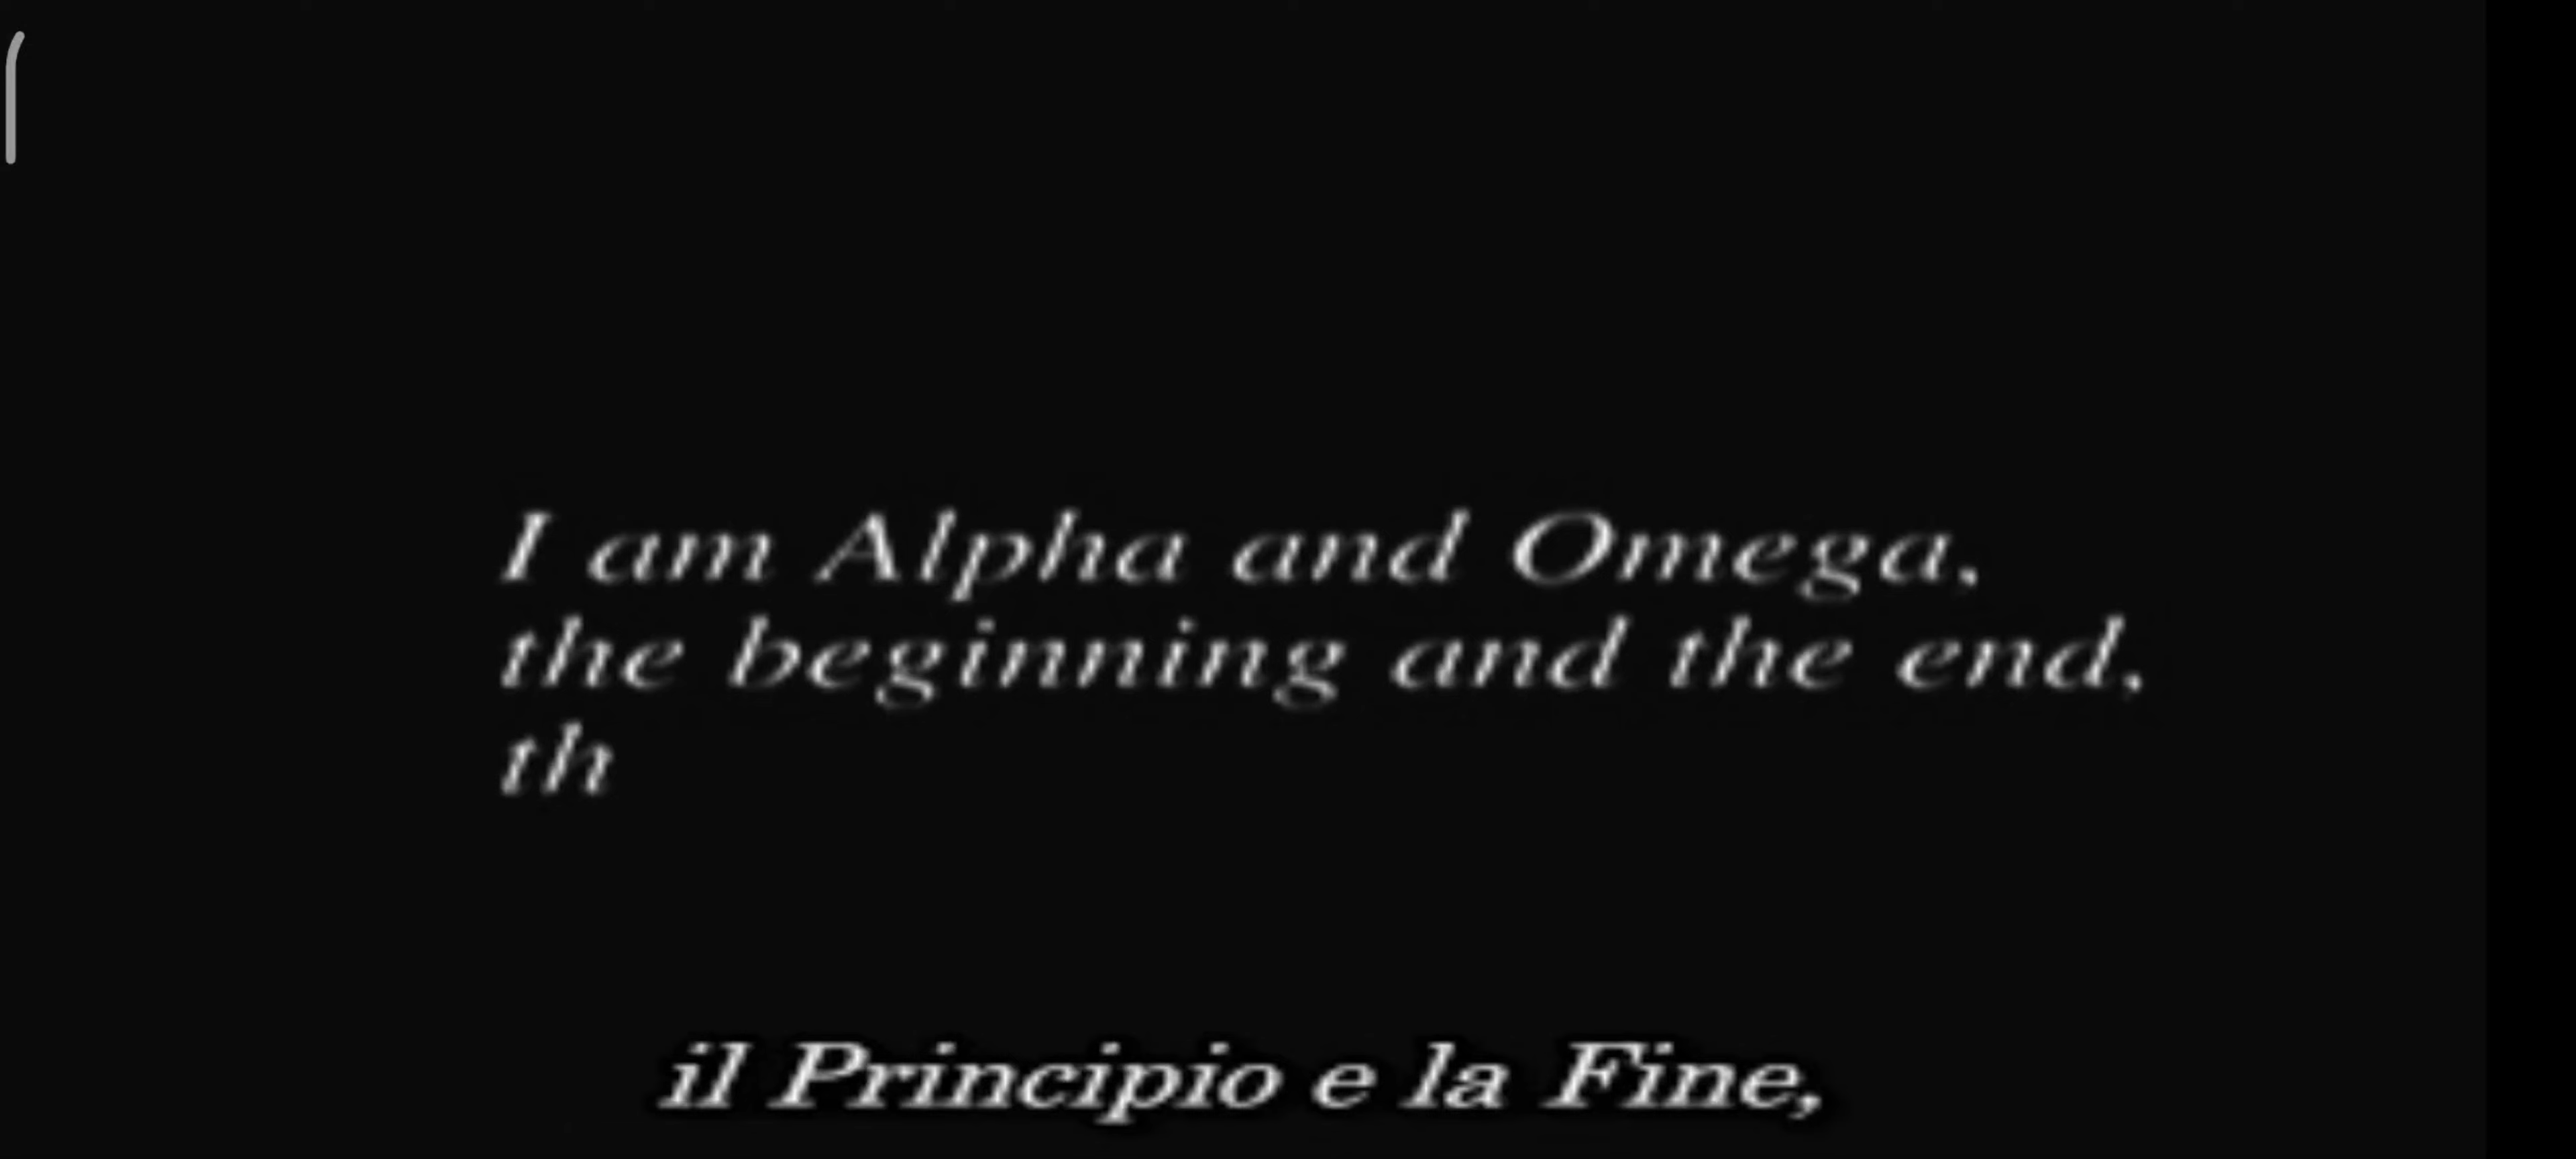 I am Alpha and Omega,
the beginning and the end,
th
il Principio e la Fine,